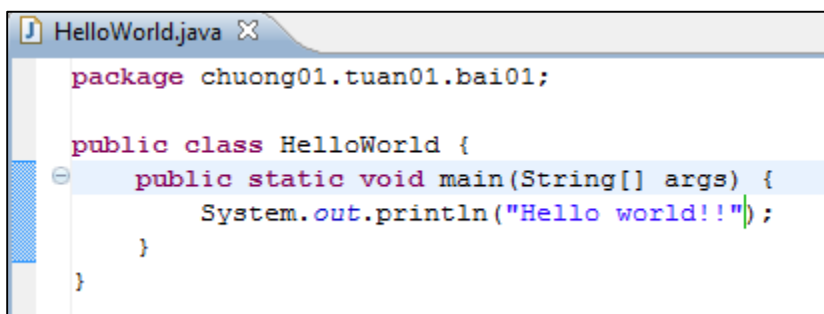 HelloWorld.java
package chuong01.tuan01.bai01;
public class HelloWorld {
public static void main(String[] args) {
System.out.println("Hello world!!");
}
}